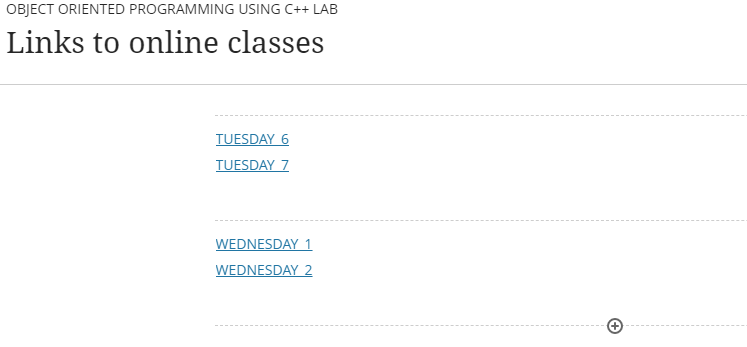 OBJECT ORIENTED PROGRAMMING USING C++ LAB
Links to online classes
TUESDAY_6
TUESDAY_7
WEDNESDAY_1
WEDNESDAY_2